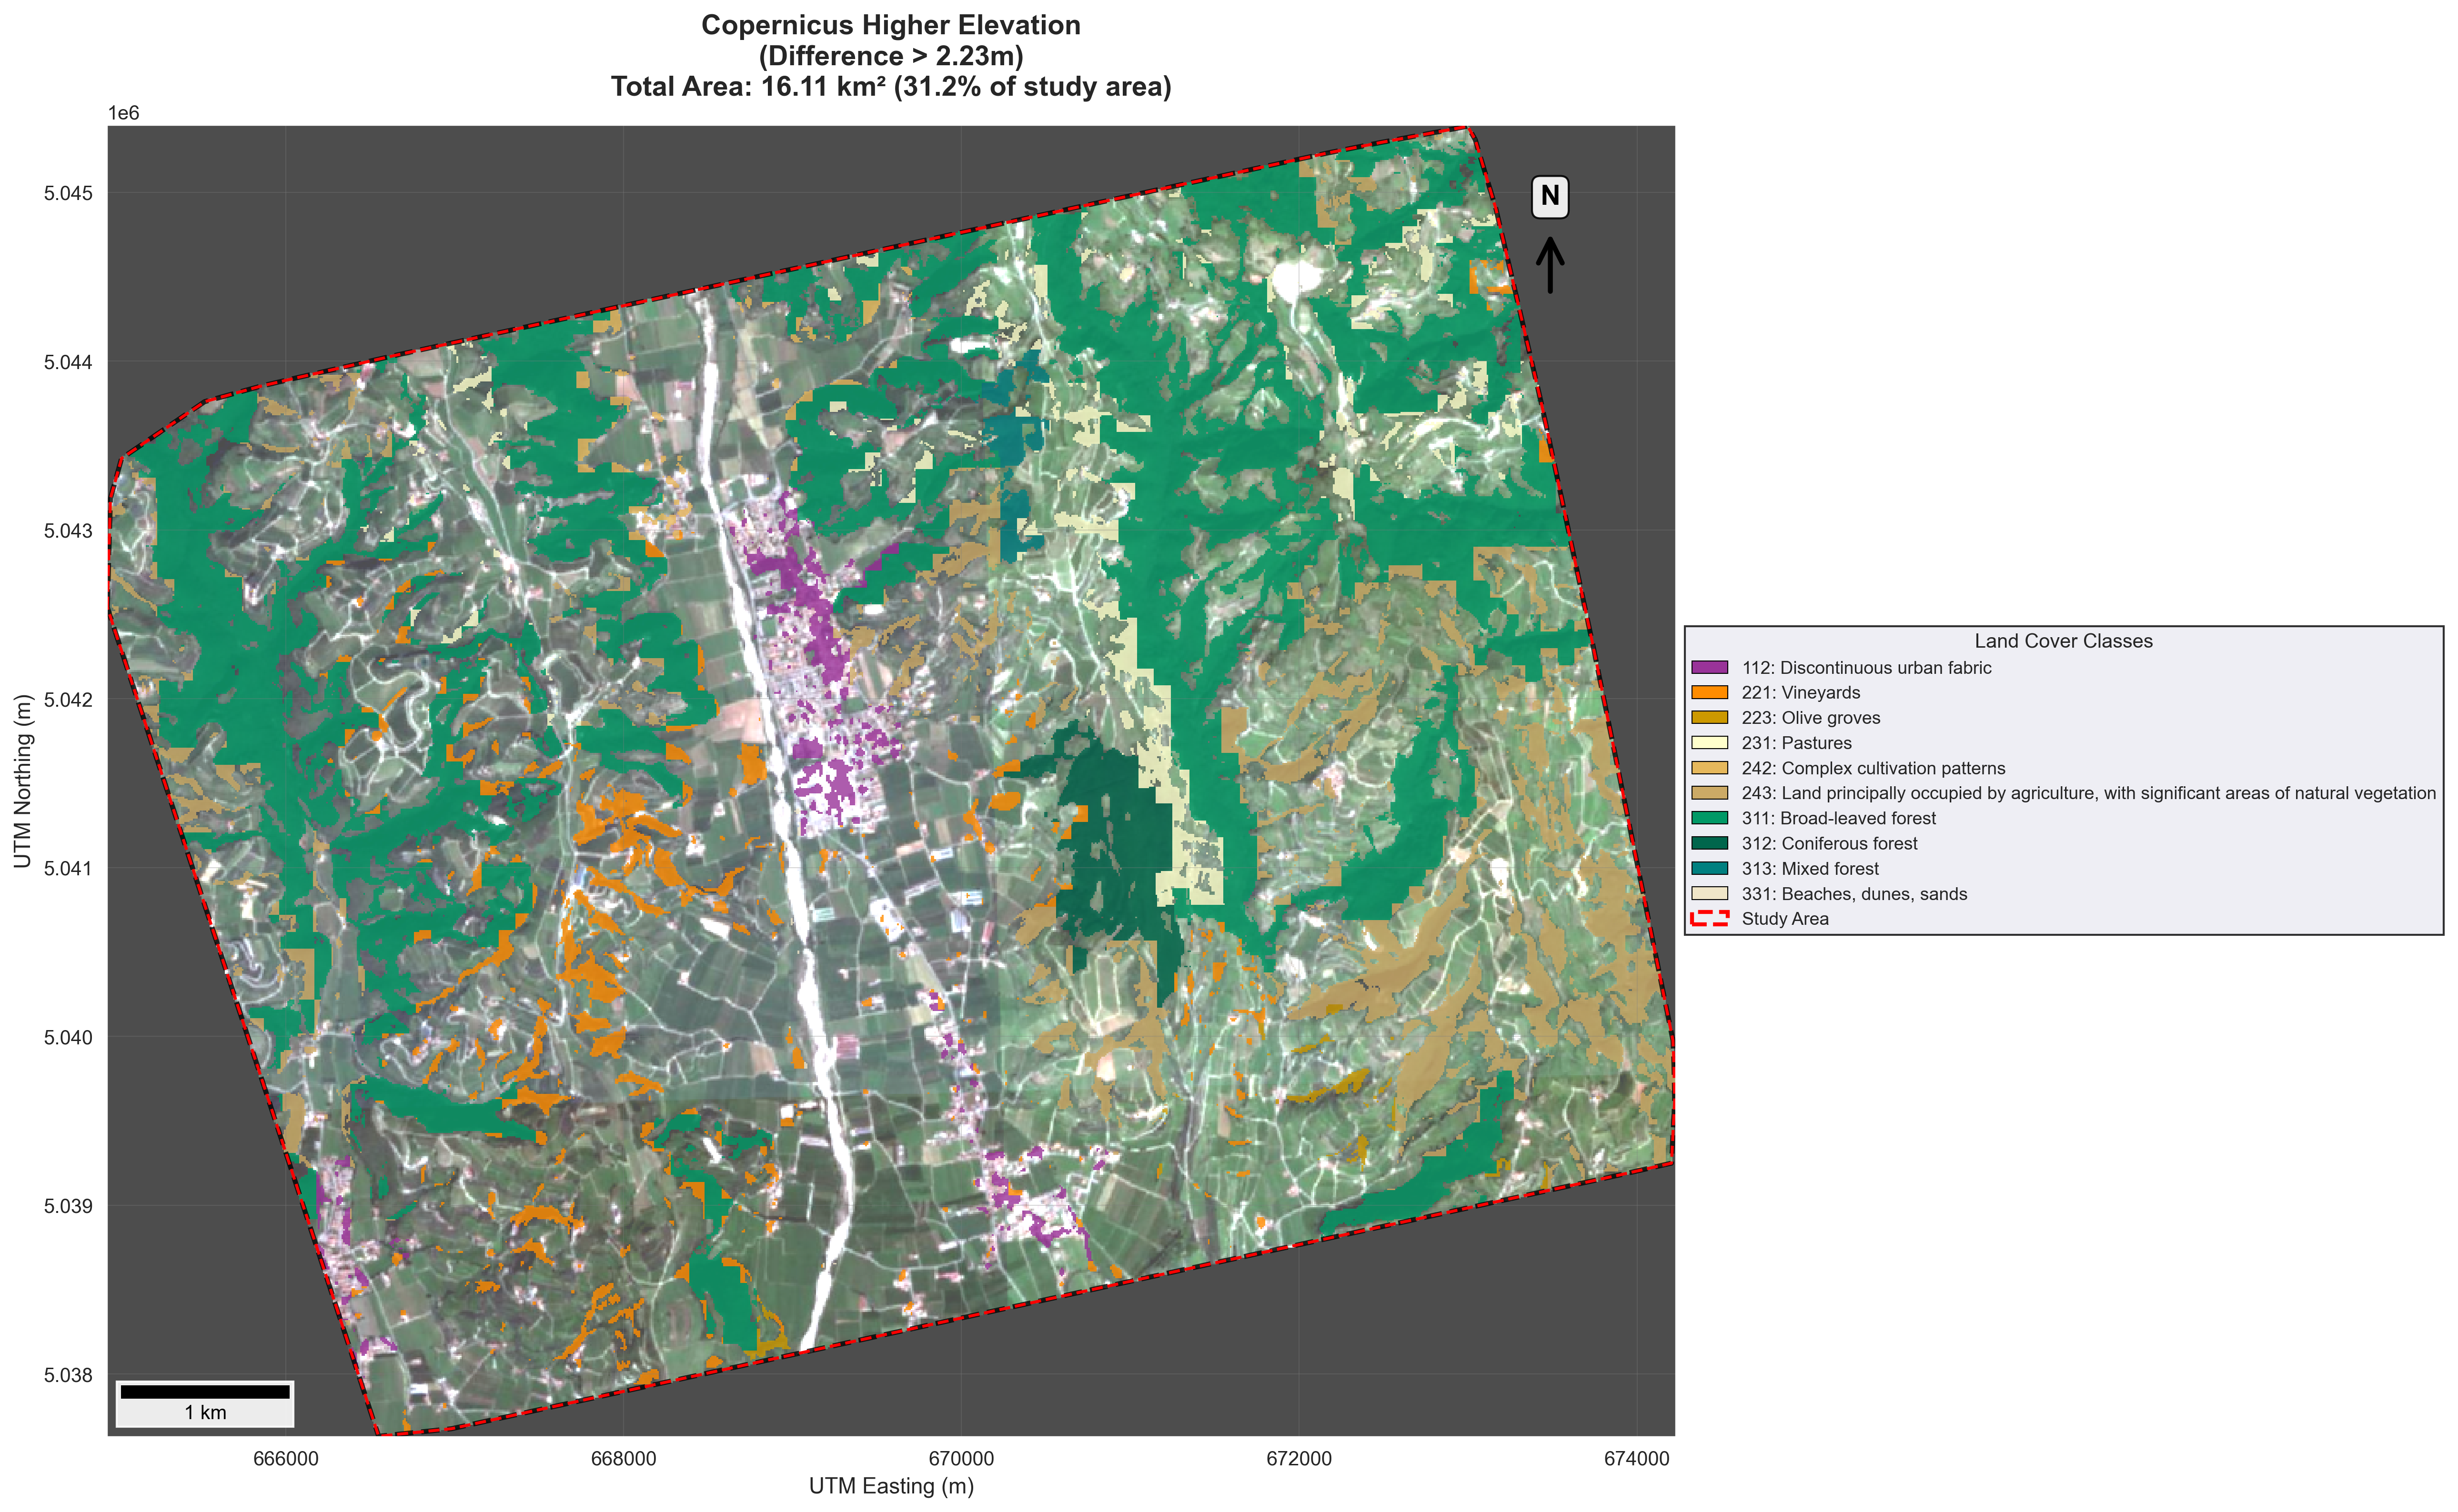 Copernicus Higher Elevation
(Difference > 2.23m)
Total Area: 16.11 km² (31.2% of study area)
1e6
5.045
5.044
5.043
5.042
5.041
5.040
5.039
5.038
UTM Northing (m)
N
1 km
666000
668000
670000
672000
674000
UTM Easting (m)
Land Cover Classes
112: Discontinuous urban fabric
221: Vineyards
223: Olive groves
231: Pastures
242: Complex cultivation patterns
243: Land principally occupied by agriculture, with significant areas of natural vegetation
311: Broad-leaved forest
312: Coniferous forest
313: Mixed forest
331: Beaches, dunes, sands
Study Area